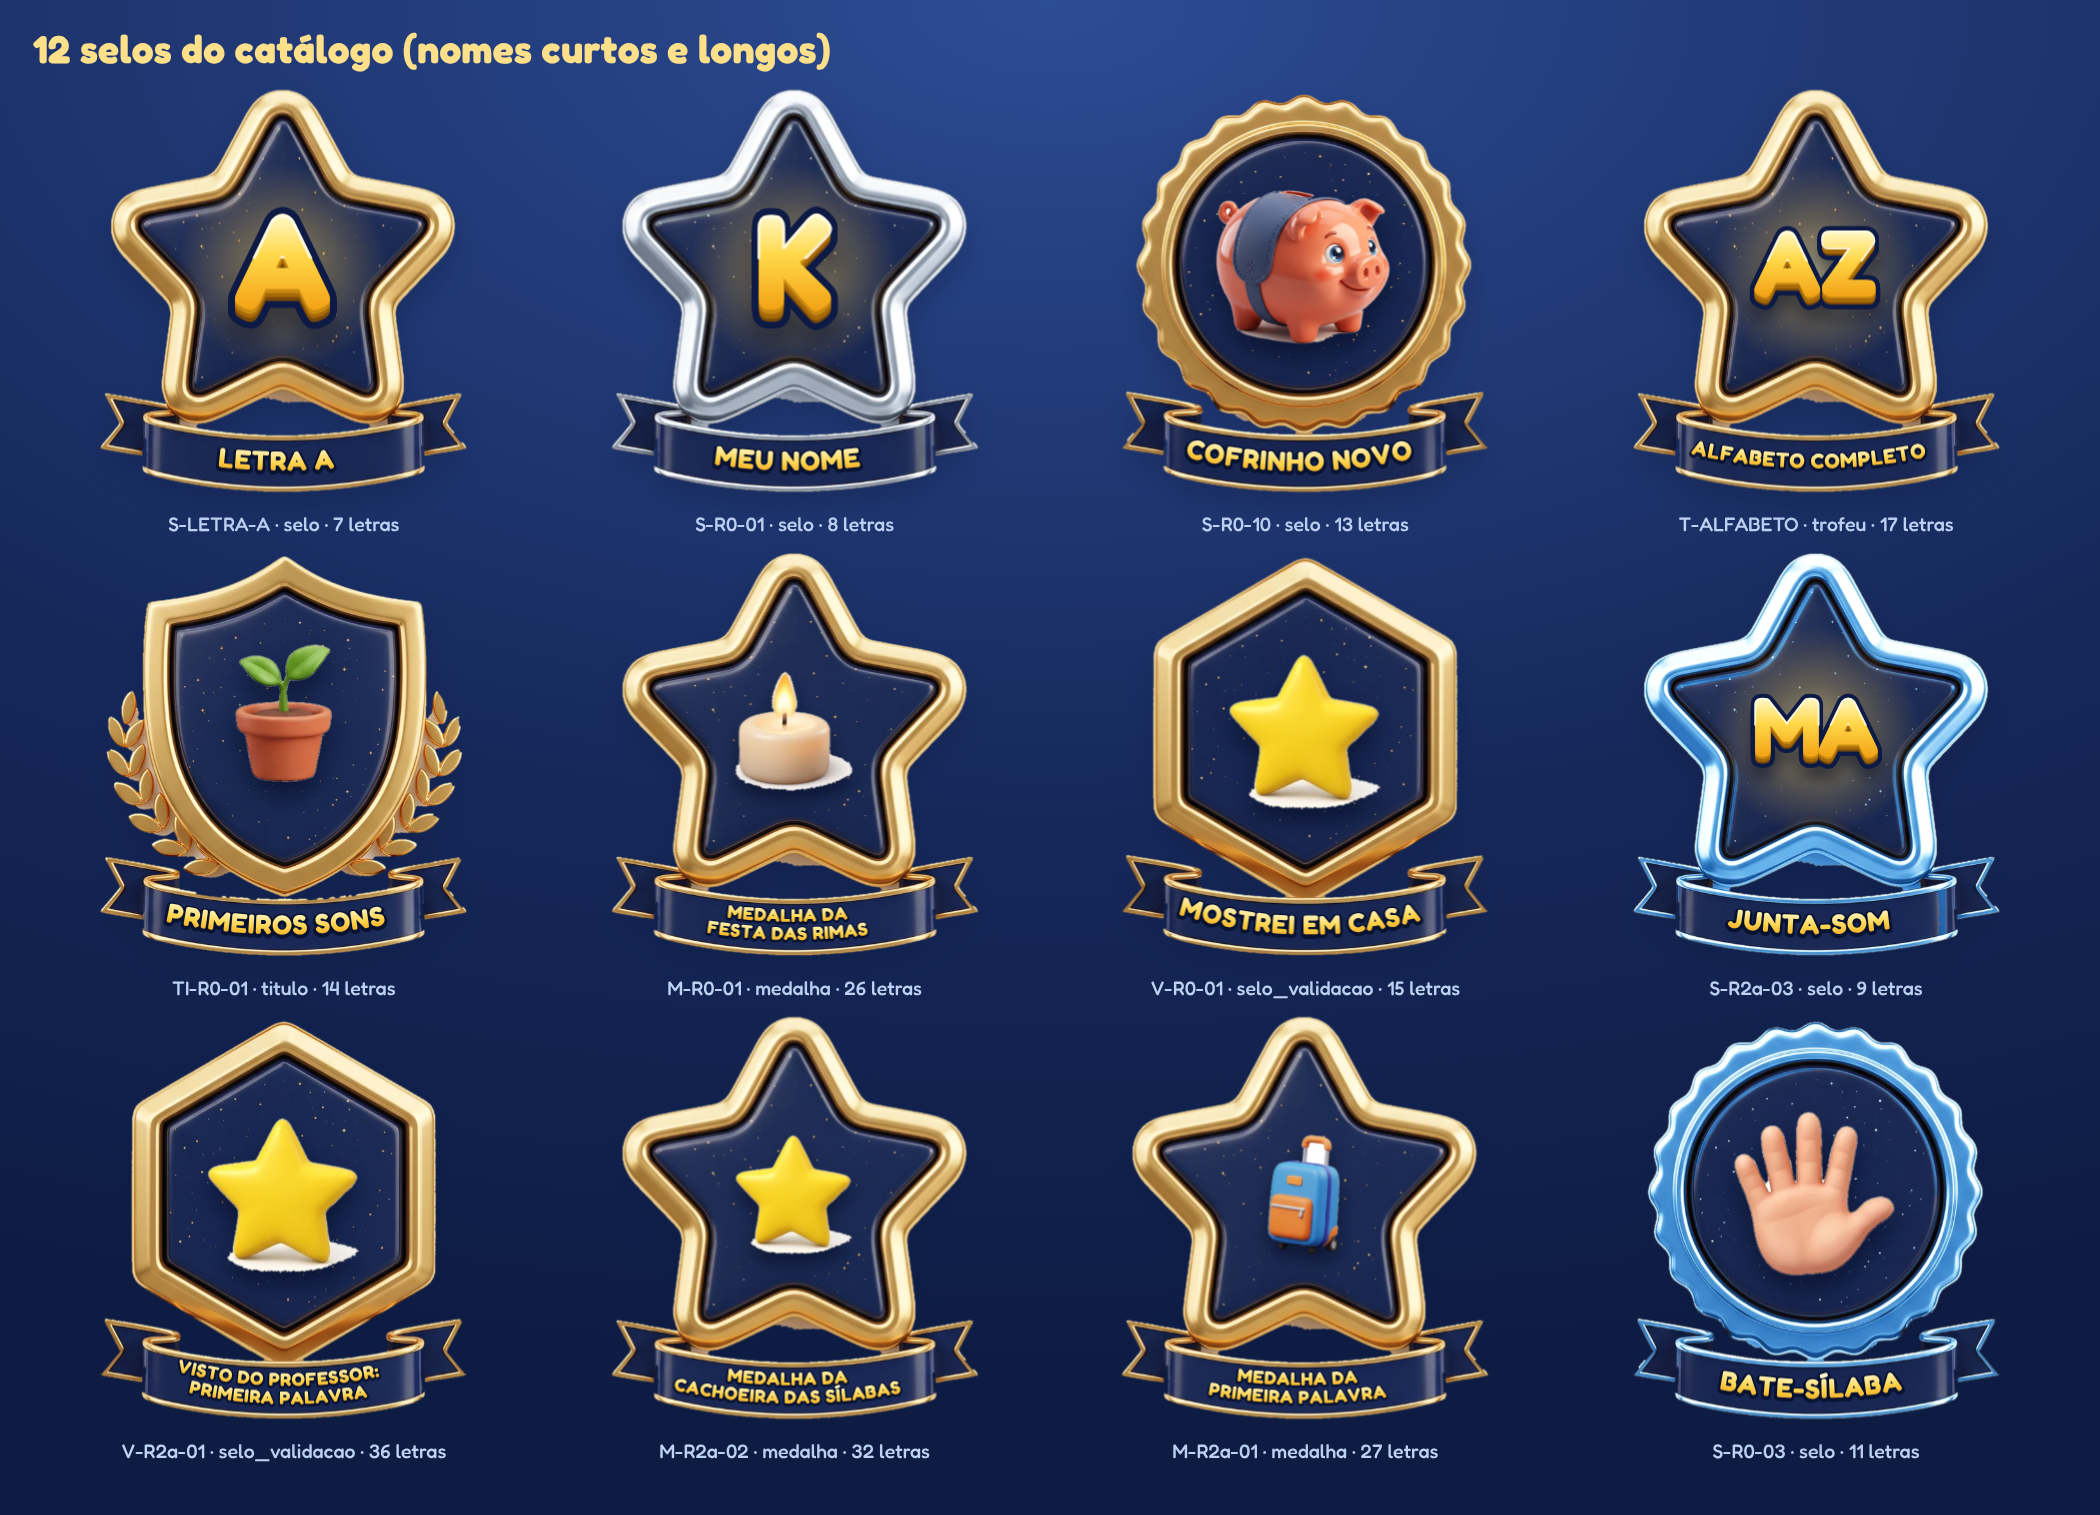 12 selos do catálogo (nomes curtos e longos)
A
LETRA A
S-LETRA-A · selo · 7 letras
K
MEU NOME
S-R0-01 · selo · 8 letras
COFRINHO NOVO
S-R0-10 · selo · 13 letras
AZ
ALFABETO COMPLETO
T-ALFABETO · trofeu · 17 letras
PRIMEIROS SONS
TI-R0-01 · titulo · 14 letras
MEDALHA DA
FESTA DAS RIMAS
M-R0-01 · medalha · 26 letras
MOSTREI EM CASA
V-R0-01 · selo_validacao · 15 letras
MA
JUNTA-SOM
S-R2a-03 · selo · 9 letras
VISTO DO PROFESSOR:
PRIMEIRA PALAVRA
V-R2a-01 · selo_validacao · 36 letras
MEDALHA DA
CACHOEIRA DAS SÍLABAS
M-R2a-02 · medalha · 32 letras
MEDALHA DA
PRIMEIRA PALAVRA
M-R2a-01 · medalha · 27 letras
BATE-SÍLABA
S-R0-03 · selo · 11 letras